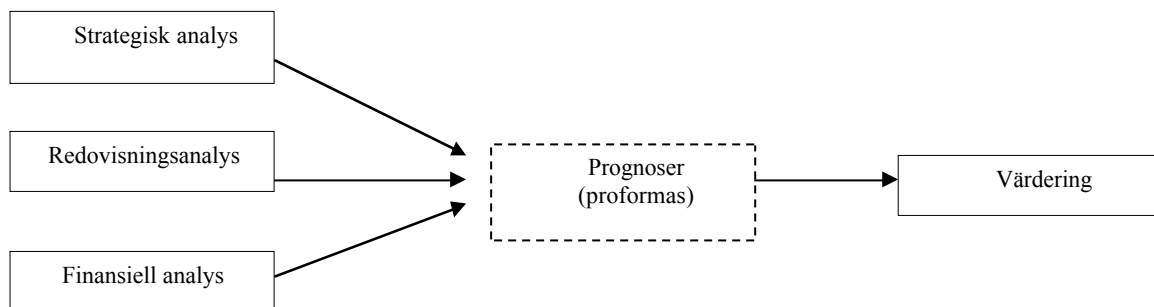 Strategisk analys
Redovisningsanalys
Finansiell analys
Prognoser
(proformas)
Värdering